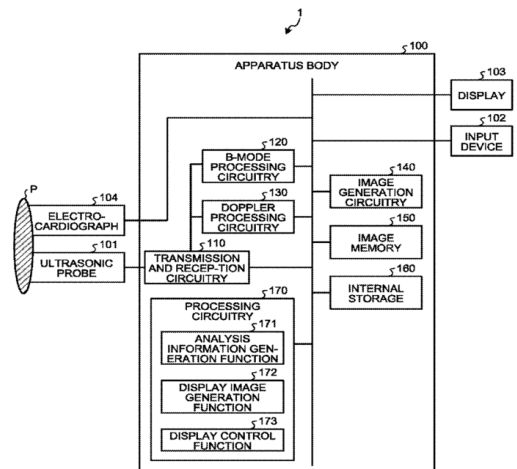 1
100
APPARATUS BODY
103
DISPLAY
102
INPUT
DEVICE
120
B-MODE
PROCESSING
CIRCUITRY
140
IMAGE
GENERATION
CIRCUITRY
P
104
ELECTRO-
CARDIOGRAPH
130
DOPPLER
PROCESSING
CIRCUITRY
150
IMAGE
MEMORY
101
ULTRASONIC
PROBE
110
TRANSMISSION
AND RECEP-TION
CIRCUITRY
160
INTERNAL
STORAGE
170
PROCESSING
CIRCUITRY
171
ANALYSIS
INFORMATION GEN-
ERATION FUNCTION
172
DISPLAY IMAGE
GENERATION
FUNCTION
173
DISPLAY CONTROL
FUNCTION